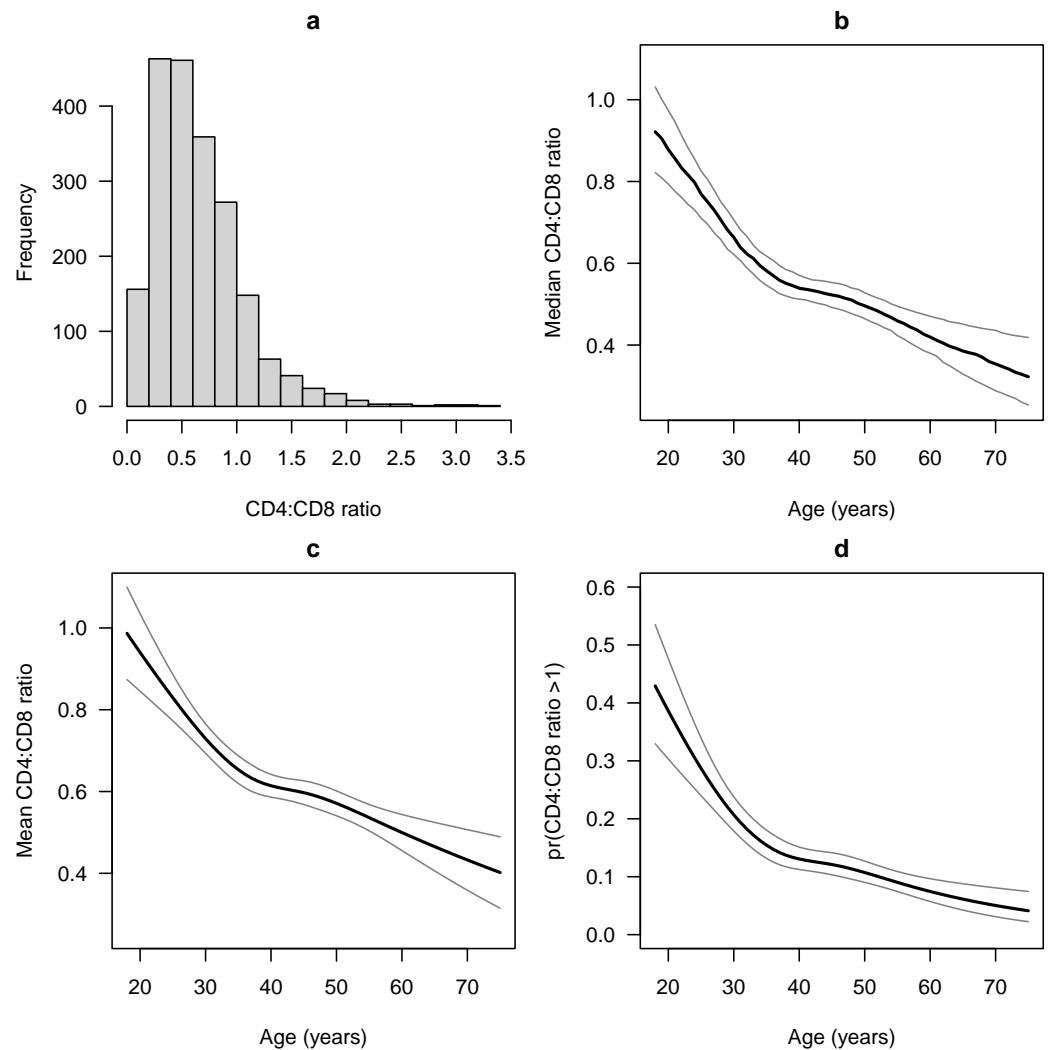 a
Frequency
400
300
200
100
0
0.0 0.5 1.0 1.5 2.0 2.5 3.0 3.5
CD4:CD8 ratio
b
Median CD4:CD8 ratio
1.0
0.8
0.6
0.4
20 30 40 50 60 70
Age (years)
c
Mean CD4:CD8 ratio
1.0
0.8
0.6
0.4
20 30 40 50 60 70
Age (years)
d
pr(CD4:CD8 ratio >1)
0.6
0.5
0.4
0.3
0.2
0.1
0.0
20 30 40 50 60 70
Age (years)